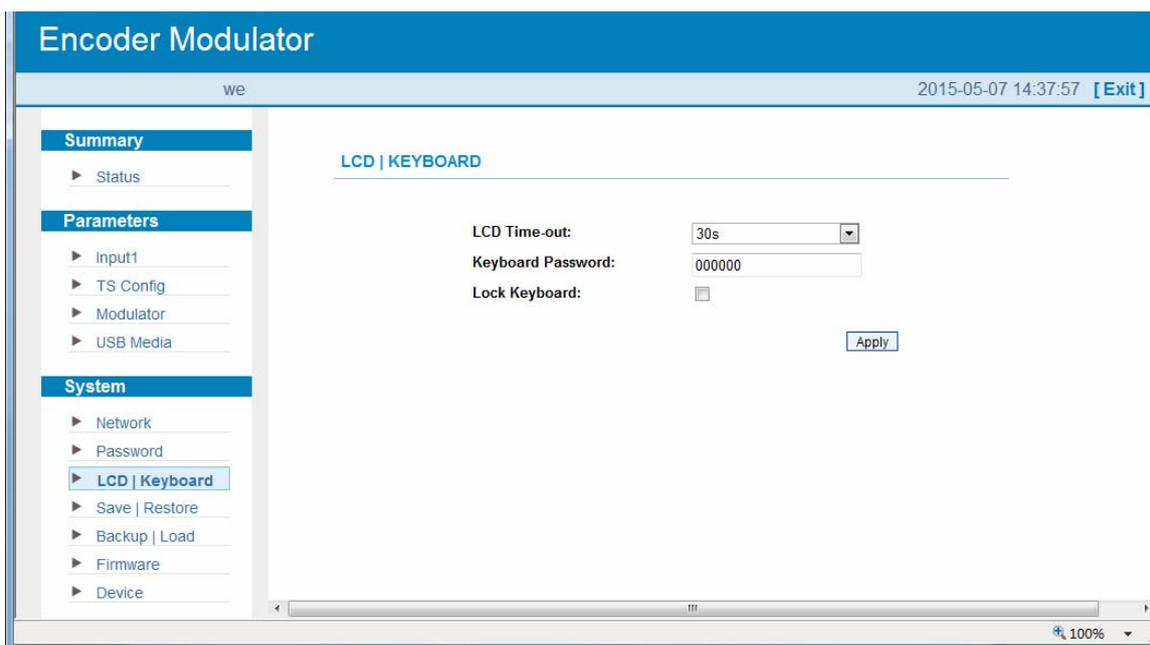 Encoder Modulator
we
2015-05-07 14:37:57 [Exit]
Summary
Status
Parameters
Input1
TS Config
Modulator
USB Media
System
Network
Password
LCD | Keyboard
Save | Restore
Backup | Load
Firmware
Device
LCD | KEYBOARD
LCD Time-out: 30s
Keyboard Password: 000000
Lock Keyboard:
Apply
100%